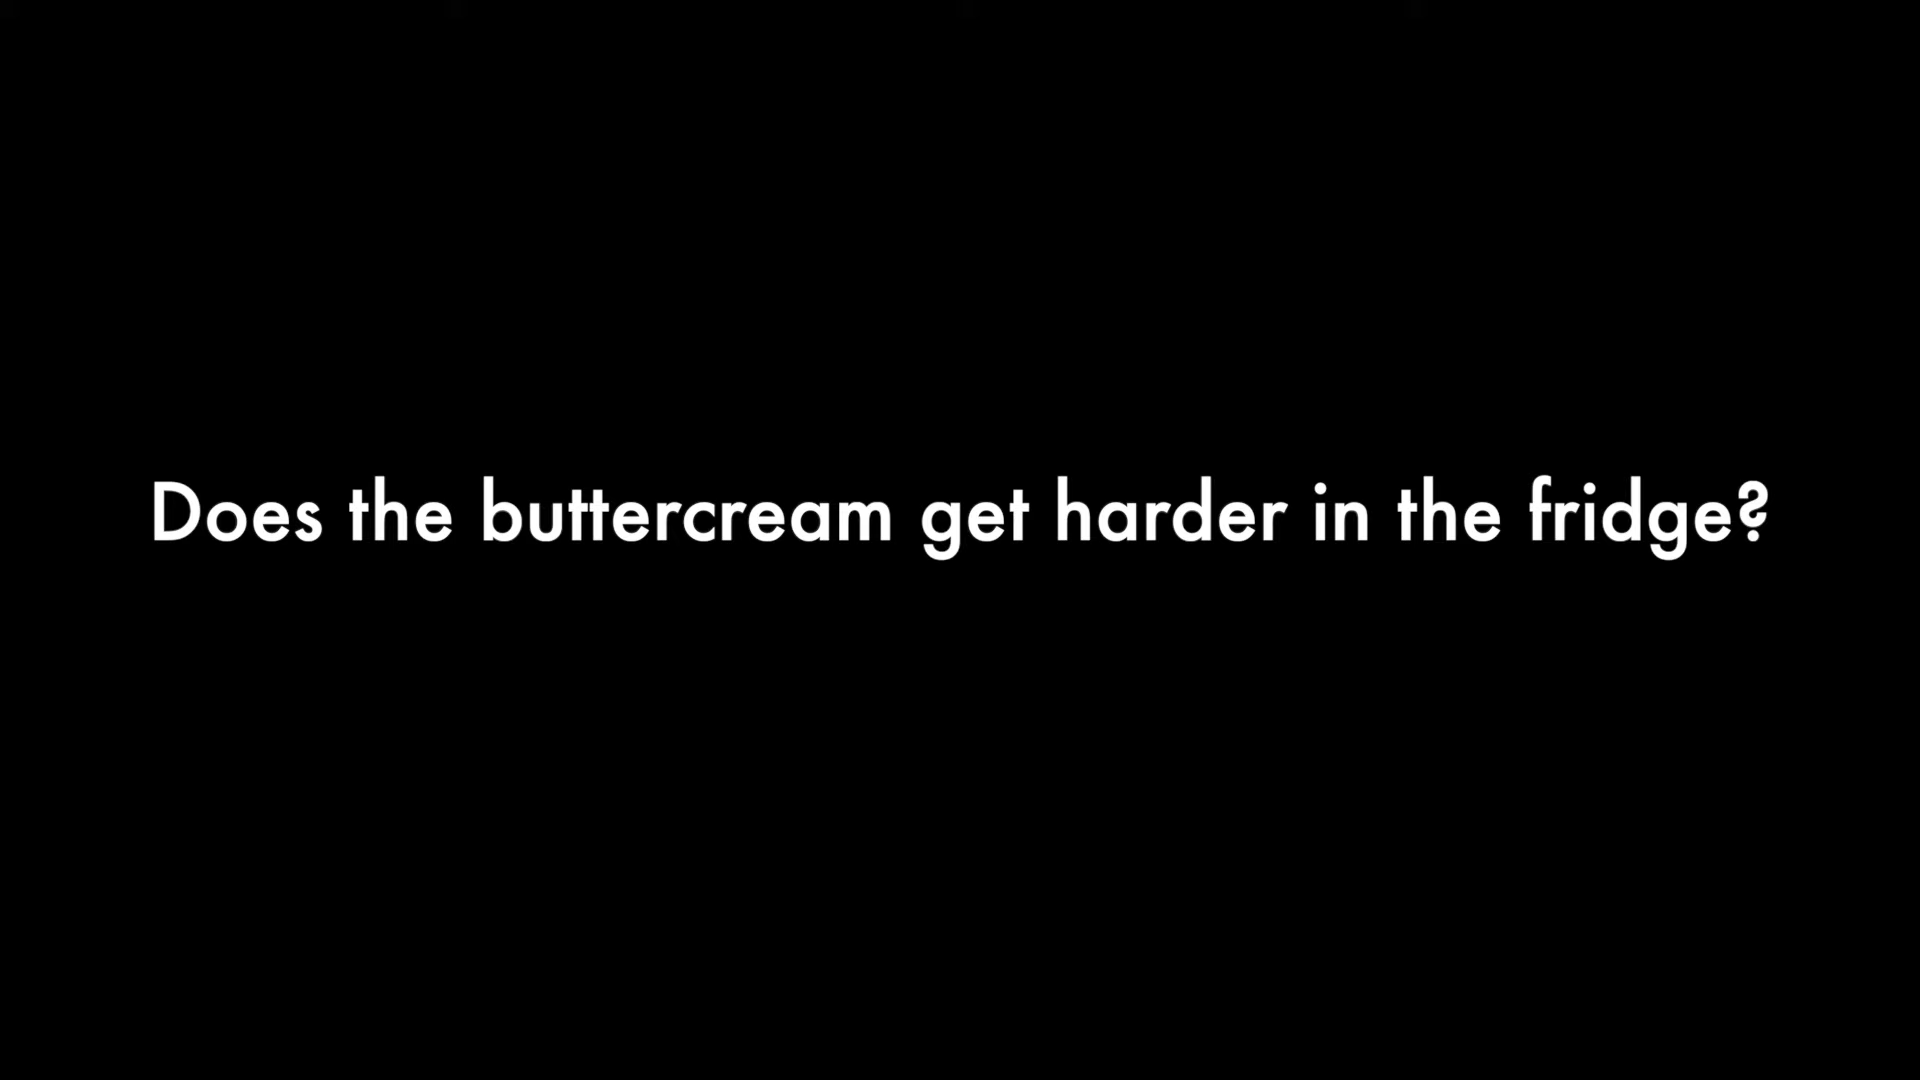 Does the buttercream get harder in the fridge?